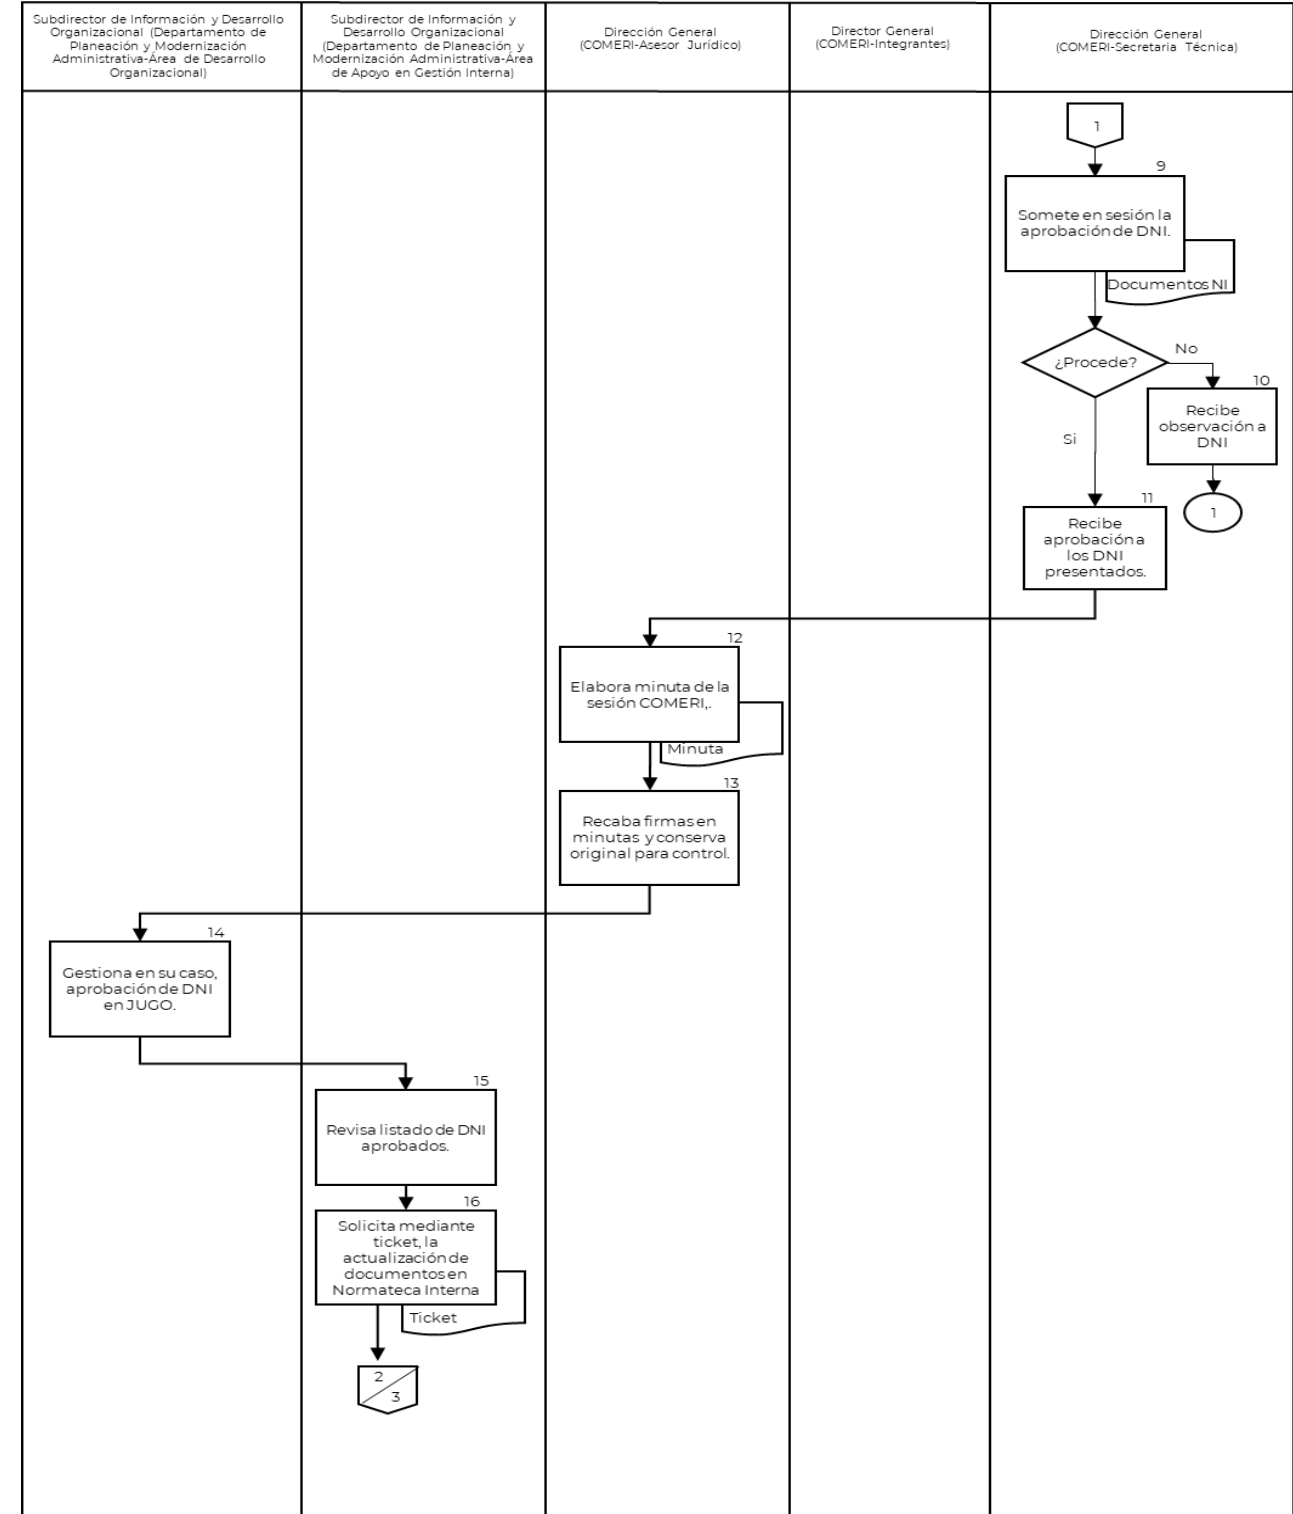 Subdirector de Información y Desarrollo
Organizacional (Departamento de
Planeación y Modernización
Administrativa-Área de Desarrollo
Organizacional)
Subdirector de Información y
Desarrollo Organizacional
(Departamento de Planeación y
Modernización Administrativa-Área
de Apoyo en Gestión Interna)
Dirección General
(COMERI-Asesor Jurídico)
Director General
(COMERI-Integrantes)
Dirección General
(COMERI-Secretaria Técnica)
1
9
Somete en sesión la
aprobación de DNI.
Documentos NI
¿Procede?
No
10
Recibe
observación a
DNI
1
Si
11
Recibe
aprobación a
los DNI
presentados.
12
Elabora minuta de la
sesión COMERI,.
Minuta
13
Recaba firmas en
minutas y conserva
original para control.
14
Gestiona en su caso,
aprobación de DNI
en JUGO.
15
Revisa listado de DNI
aprobados.
16
Solicita mediante
ticket, la
actualización de
documentos en
Normateca Interna
Ticket
2
3